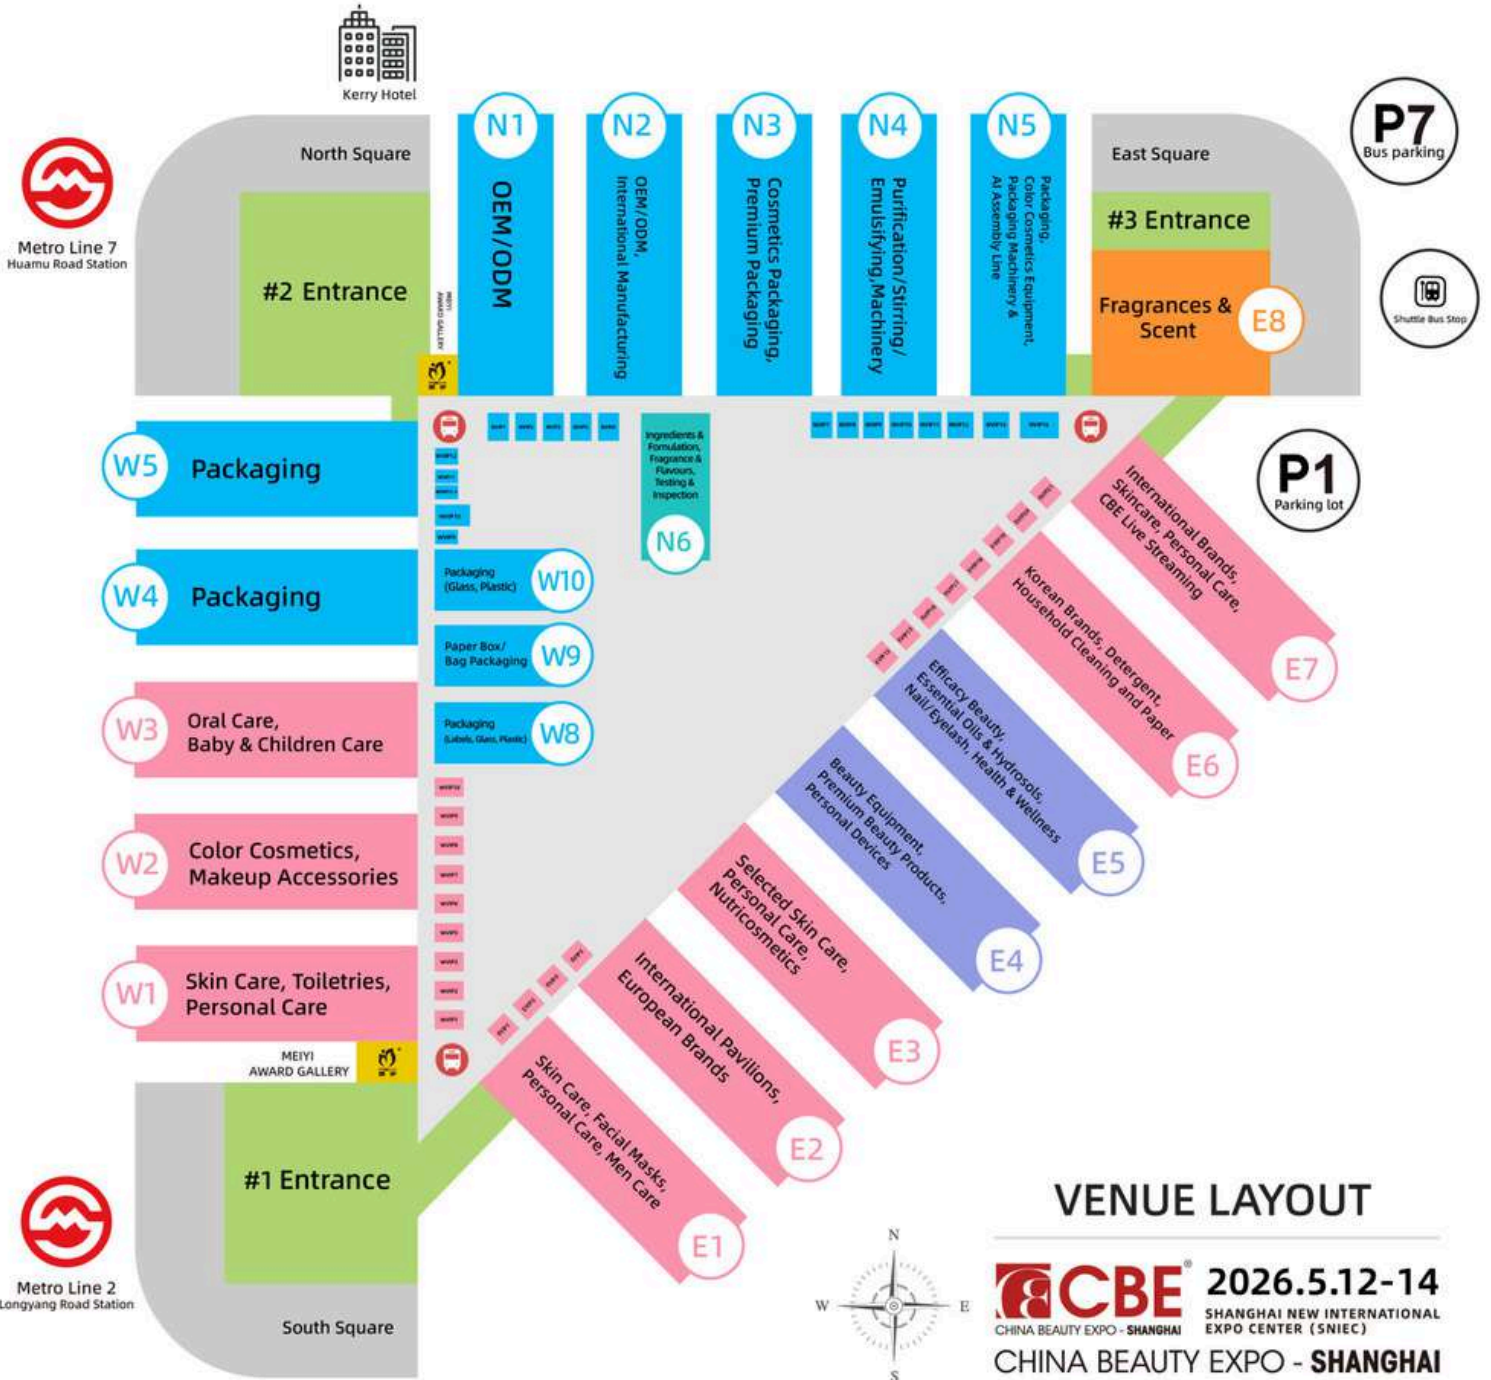 Kerry Hotel
North Square
Metro Line 7
Huamu Road Station
#2 Entrance
MEIYI
AWARD GALLERY
N1
OEM/ODM
N2
OEM/ODM,
International Manufacturing
N3
Cosmetics Packaging,
Premium Packaging
N4
Purification/Stirring/
Emulsifying,Machinery
N5
Packaging,
Color Cosmetics Equipment,
Packaging Machinery &
AI Assembly Line
East Square
#3 Entrance
Fragrances &
Scent
E8
P7
Bus parking
Shuttle Bus Stop
P1
Parking lot
W5
Packaging
W4
Packaging
W3
Oral Care,
Baby & Children Care
W2
Color Cosmetics,
Makeup Accessories
W1
Skin Care, Toiletries,
Personal Care
MEIYI
AWARD GALLERY
Ingredients &
Fomulation,
Fragrance &
Flavours,
Testing &
Inspection
N6
Packaging
(Glass, Plastic)
W10
Paper Box/
Bag Packaging
W9
Packaging
(Labels, Glass, Plastic)
W8
International Brands,
Skincare, Personal Care,
CBE Live Streaming
E7
Korean Brands, Detergent,
Household Cleaning and Paper
E6
Efficacy Beauty,
Essential Oils & Hydrosols,
Nail/Eyelash, Health & Wellness
E5
Beauty Equipment,
Premium Beauty Products,
Personal Devices
E4
Selected Skin Care,
Personal Care,
Nutricosmetics
E3
International Pavilions,
European Brands
E2
Skin Care, Facial Masks,
Personal Care, Men Care
E1
#1 Entrance
Metro Line 2
Longyang Road Station
South Square
N
W
E
S
VENUE LAYOUT
CBE®
CHINA BEAUTY EXPO - SHANGHAI
2026.5.12-14
SHANGHAI NEW INTERNATIONAL
EXPO CENTER (SNIEC)
CHINA BEAUTY EXPO - SHANGHAI